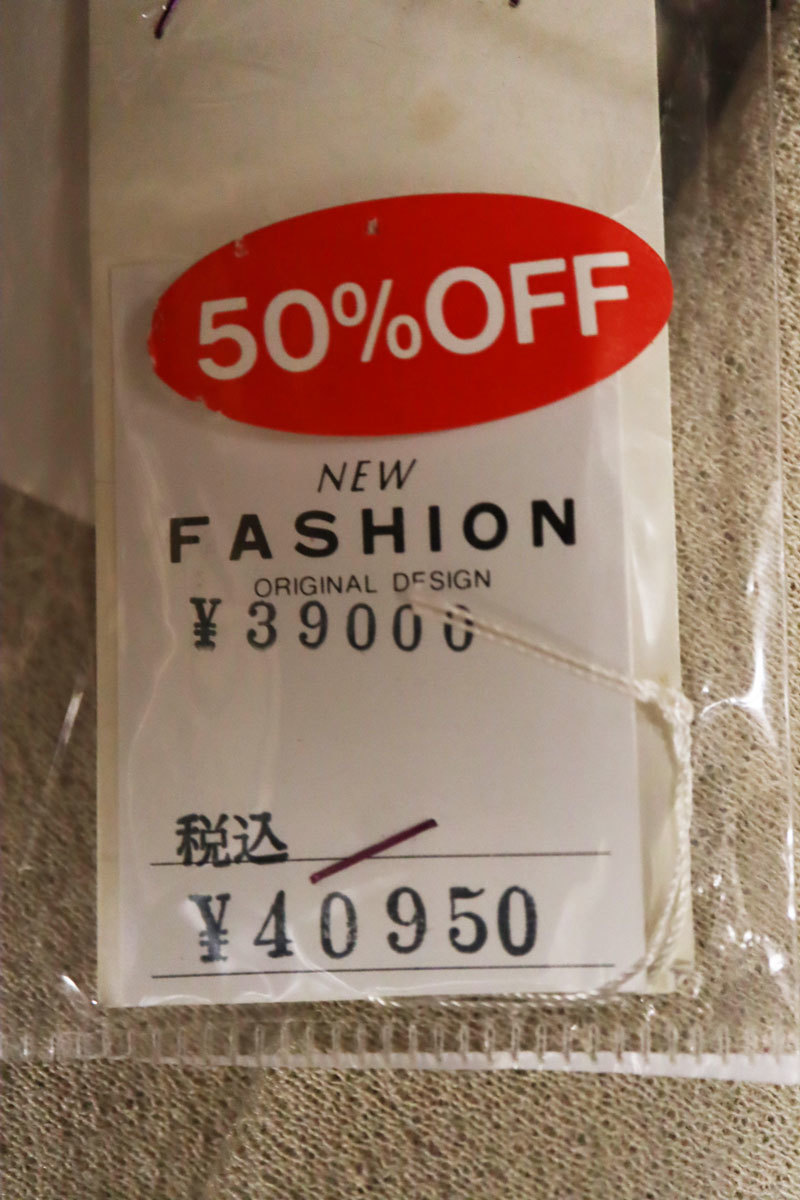 50%OFF
NEW
FASHION
ORIGINAL DESIGN
¥39000
税込
¥40950